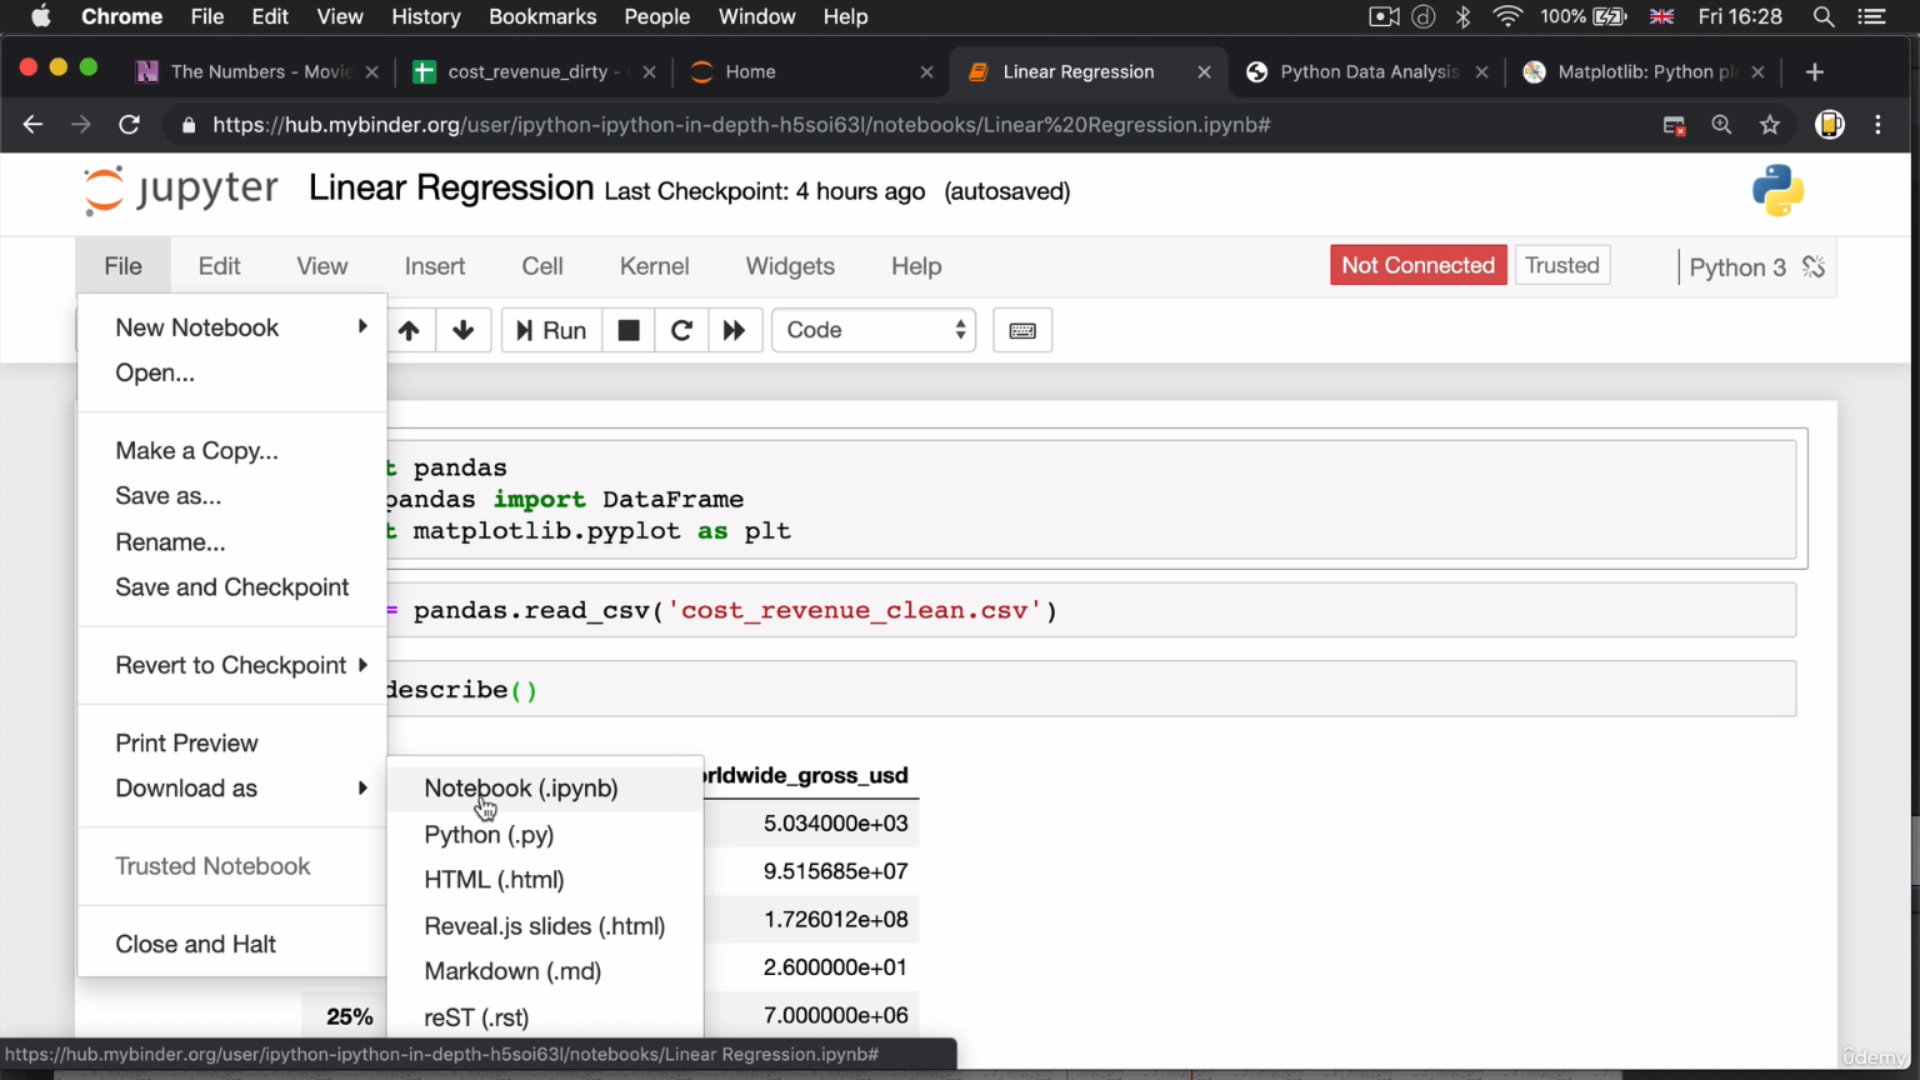 Chrome File Edit View History Bookmarks People Window Help 100% Fri 16:28
The Numbers - Movie cost_revenue_dirty - Home Linear Regression Python Data Analysis Matplotlib: Python pl
https://hub.mybinder.org/user/ipython-ipython-in-depth-h5soi63l/notebooks/Linear%20Regression.ipynb#
jupyter Linear Regression Last Checkpoint: 4 hours ago (autosaved)
File Edit View Insert Cell Kernel Widgets Help Not Connected Trusted Python 3
Run Code
New Notebook
Open...
Make a Copy...
Save as...
Rename...
Save and Checkpoint
Revert to Checkpoint
Print Preview
Download as
Trusted Notebook
Close and Halt
t pandas
pandas import DataFrame
t matplotlib.pyplot as plt
= pandas.read_csv('cost_revenue_clean.csv')
describe()
Notebook (.ipynb)
Python (.py)
HTML (.html)
Reveal.js slides (.html)
Markdown (.md)
reST (.rst)
orldwide_gross_usd
5.034000e+03
9.515685e+07
1.726012e+08
2.600000e+01
25% 7.000000e+06
https://hub.mybinder.org/user/ipython-ipython-in-depth-h5soi63l/notebooks/Linear Regression.ipynb#
ûdemy